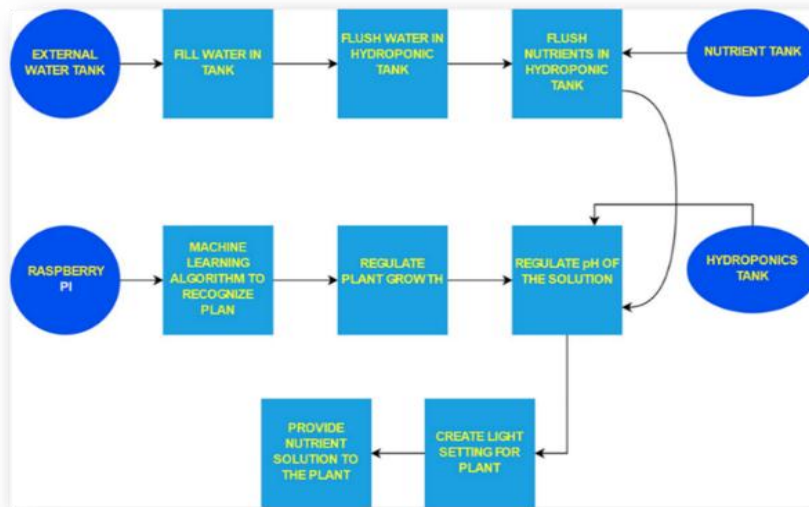 EXTERNAL
WATER TANK
FILL WATER IN
TANK
FLUSH WATER IN
HYDROPONIC
TANK
FLUSH
NUTRIENTS IN
HYDROPONIC
TANK
NUTRIENT TANK
RASPBERRY
PI
MACHINE
LEARNING
ALGORITHM TO
RECOGNIZE
PLAN
REGULATE
PLANT GROWTH
REGULATE pH OF
THE SOLUTION
HYDROPONICS
TANK
PROVIDE
NUTRIENT
SOLUTION TO
THE PLANT
CREATE LIGHT
SETTING FOR
PLANT